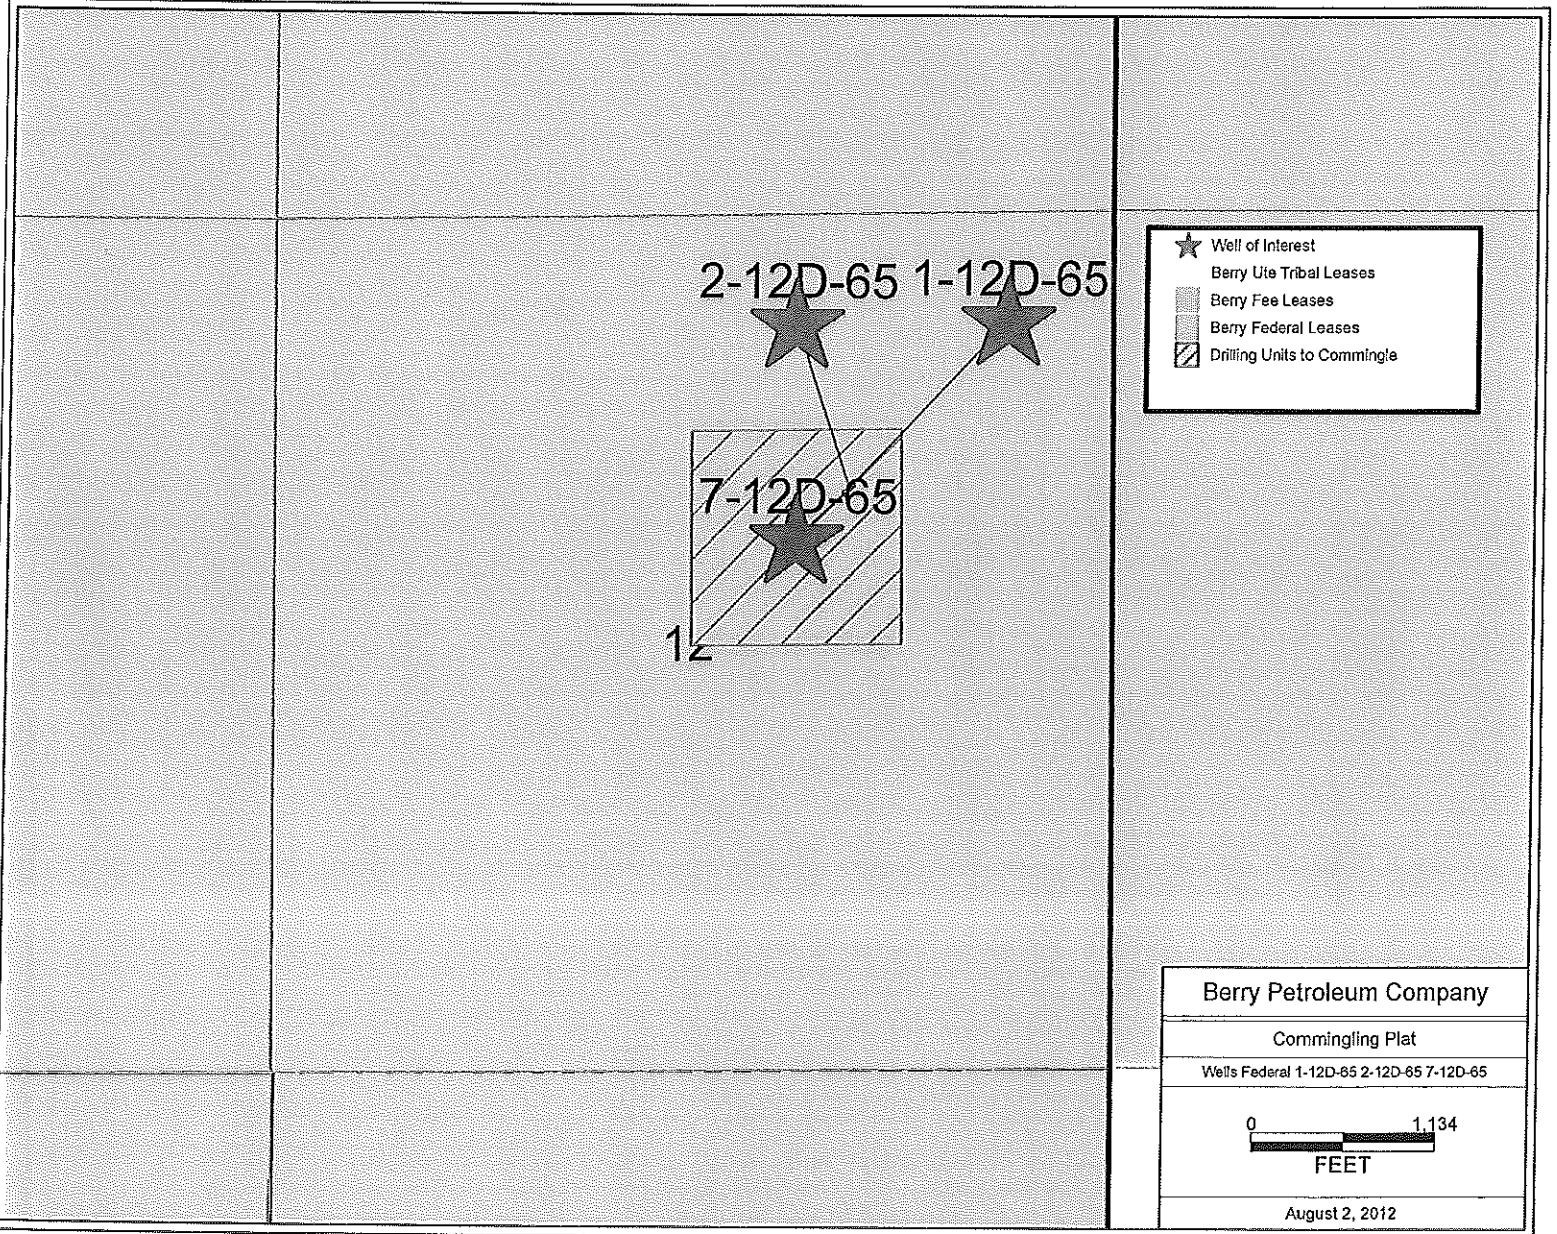 2-12D-65 1-12D-65
Well of Interest
Berry Ute Tribal Leases
Berry Fee Leases
Berry Federal Leases
Drilling Units to Commingle
7-12D-65
12
Berry Petroleum Company
Commingling Plat
Wells Federal 1-12D-65 2-12D-65 7-12D-65
0 1,134
FEET
August 2, 2012